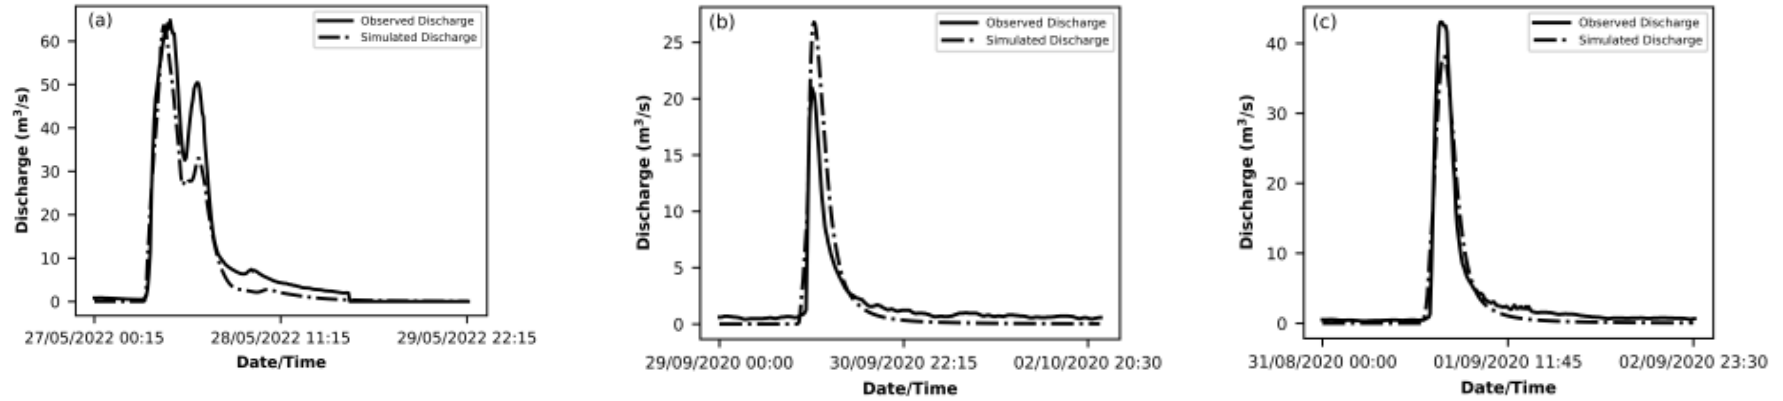 (a)
Observed Discharge
Simulated Discharge
60
50
40
30
20
10
0
Discharge (m³/s)
27/05/2022 00:15
28/05/2022 11:15
29/05/2022 22:15
Date/Time
(b)
Observed Discharge
Simulated Discharge
25
20
15
10
5
0
Discharge (m³/s)
29/09/2020 00:00
30/09/2020 22:15
02/10/2020 20:30
Date/Time
(c)
Observed Discharge
Simulated Discharge
40
30
20
10
0
Discharge (m³/s)
31/08/2020 00:00
01/09/2020 11:45
02/09/2020 23:30
Date/Time